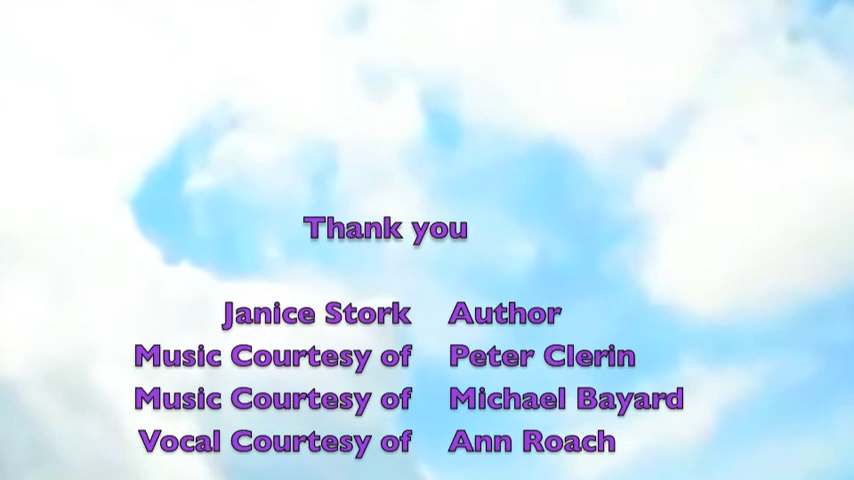 Thank you
Janice Stork Author
Music Courtesy of Peter Clerin
Music Courtesy of Michael Bayard
Vocal Courtesy of Ann Roach